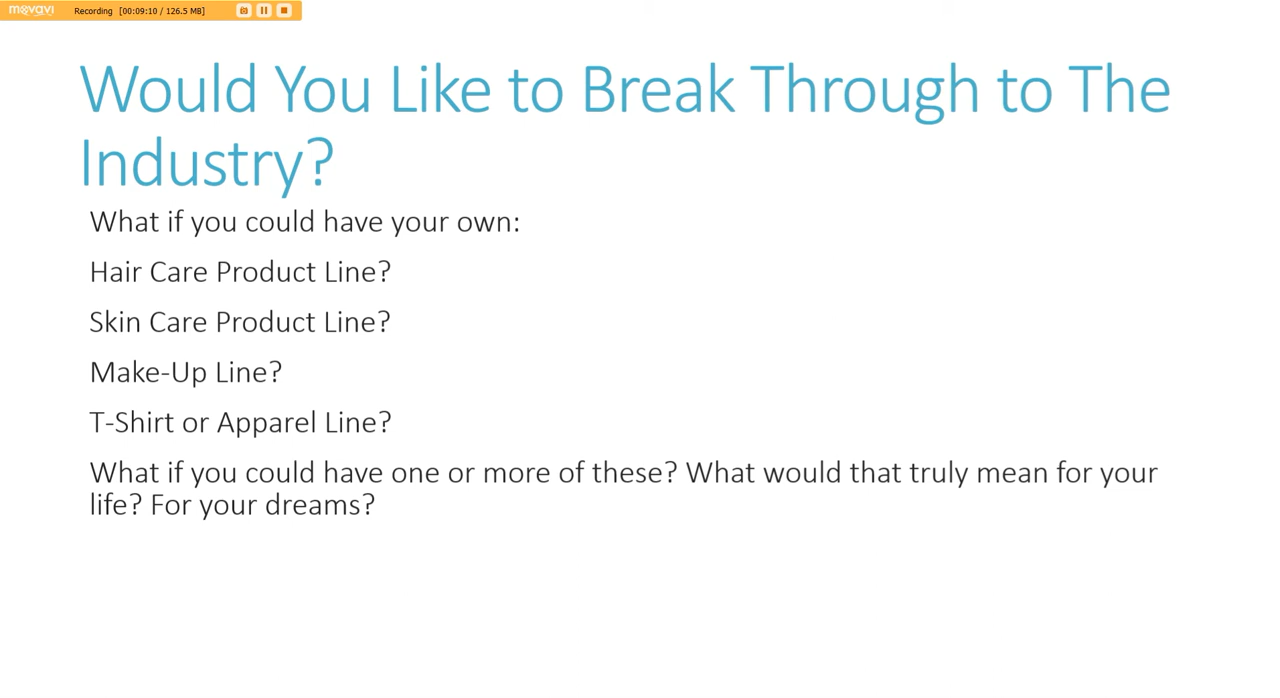 movavi Recording [00:09:10 / 126.5 MB]
Would You Like to Break Through to The
Industry?
What if you could have your own:
Hair Care Product Line?
Skin Care Product Line?
Make-Up Line?
T-Shirt or Apparel Line?
What if you could have one or more of these? What would that truly mean for your
life? For your dreams?